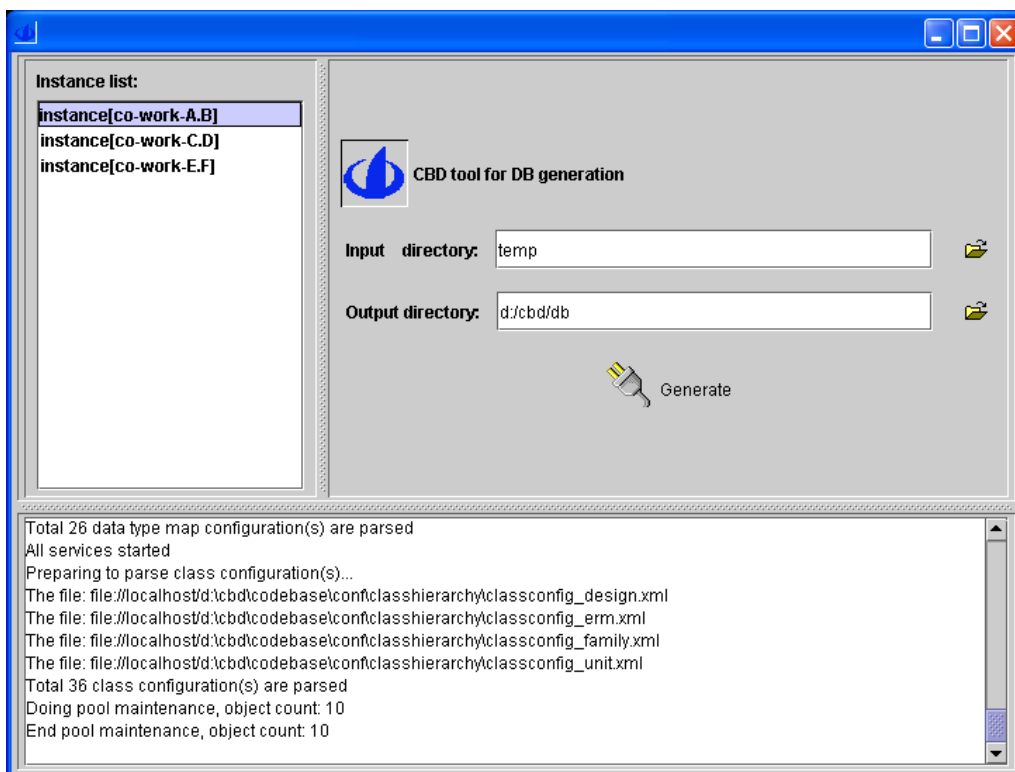 Instance list:
instance[co-work-A.B]
instance[co-work-C.D]
instance[co-work-E.F]
CBD tool for DB generation
Input directory: temp
Output directory: d:/cbd/db
Generate
Total 26 data type map configuration(s) are parsed
All services started
Preparing to parse class configuration(s)...
The file: file://localhost/d:\cbd\codebase\conf\classhierarchy\classconfig_design.xml
The file: file://localhost/d:\cbd\codebase\conf\classhierarchy\classconfig_erm.xml
The file: file://localhost/d:\cbd\codebase\conf\classhierarchy\classconfig_family.xml
The file: file://localhost/d:\cbd\codebase\conf\classhierarchy\classconfig_unit.xml
Total 36 class configuration(s) are parsed
Doing pool maintenance, object count: 10
End pool maintenance, object count: 10